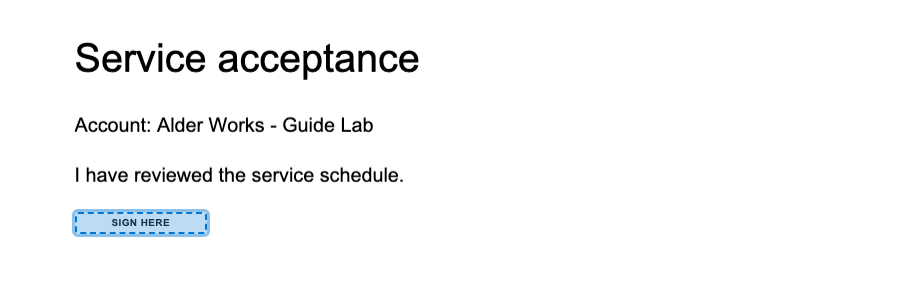 Service acceptance
Account: Alder Works - Guide Lab
I have reviewed the service schedule.
SIGN HERE